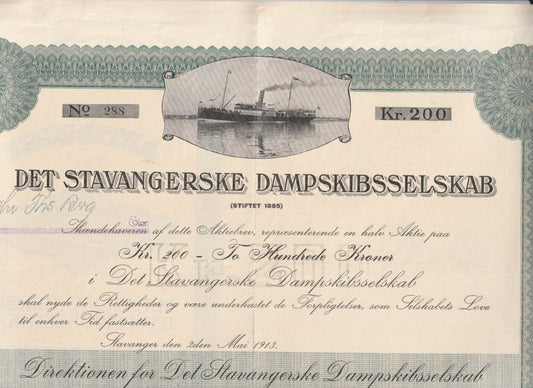 No 288
Kr. 200
DET STAVANGERSKE DAMPSKIBSSELSKAB
(STIFTET 1855)
Berg
Ihændehaveren af dette Aktiebrev, repræsenterende en halv Aktie paa
Kr. 200 - To Hundrede Kroner
i Det Stavangerske Dampskibsselskab
skal nyde de Rettigheder og være underkastet de Forpligtelser, som Selskabets Love
til enhver Tid fastsætter.
Stavanger den 2den Mai 1913.
Direktionen for Det Stavangerske Dampskibsselskab